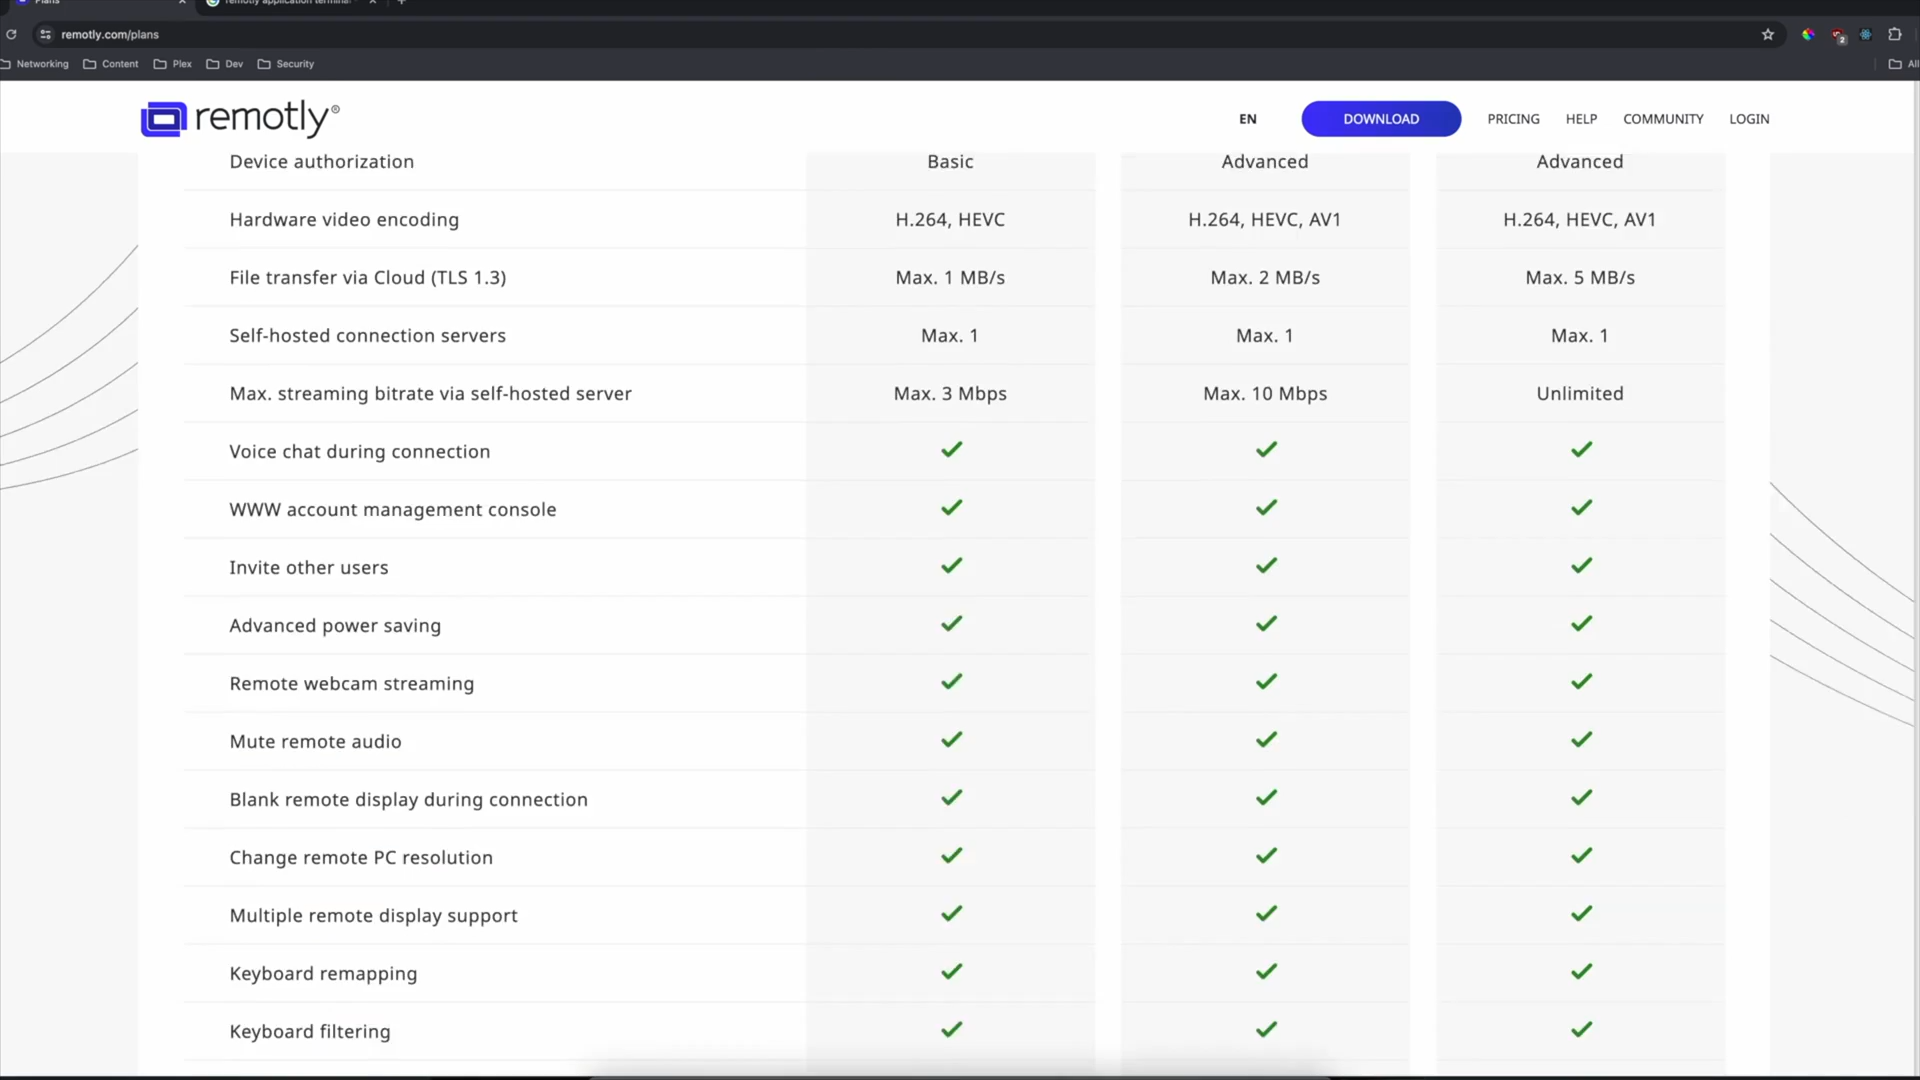 Plans
remotly application terminal
remotly.com/plans
2
Networking Content Plex Dev Security All
remotly®
EN DOWNLOAD PRICING HELP COMMUNITY LOGIN
Device authorization Basic Advanced Advanced
Hardware video encoding H.264, HEVC H.264, HEVC, AV1 H.264, HEVC, AV1
File transfer via Cloud (TLS 1.3) Max. 1 MB/s Max. 2 MB/s Max. 5 MB/s
Self-hosted connection servers Max. 1 Max. 1 Max. 1
Max. streaming bitrate via self-hosted server Max. 3 Mbps Max. 10 Mbps Unlimited
Voice chat during connection
WWW account management console
Invite other users
Advanced power saving
Remote webcam streaming
Mute remote audio
Blank remote display during connection
Change remote PC resolution
Multiple remote display support
Keyboard remapping
Keyboard filtering